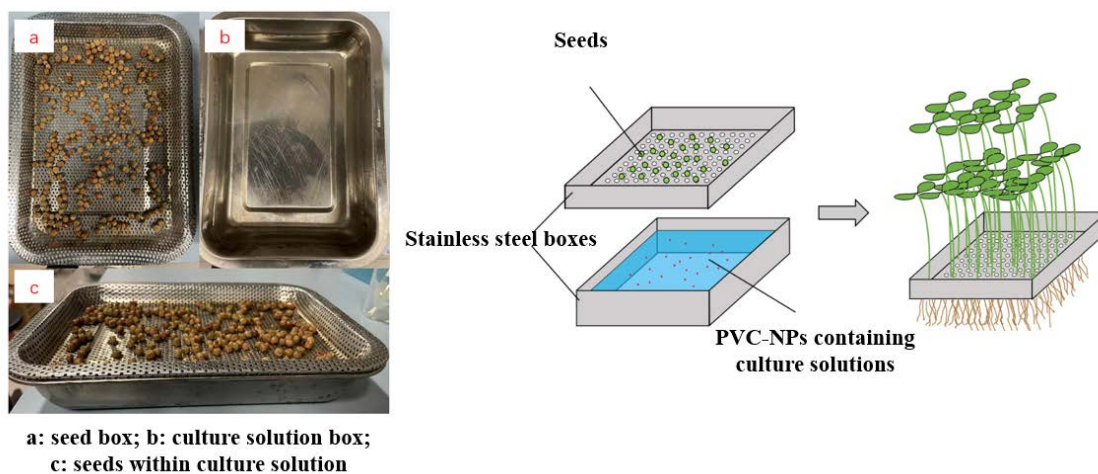 a
b
c
a: seed box; b: culture solution box;
c: seeds within culture solution
Seeds
Stainless steel boxes
PVC-NPs containing
culture solutions